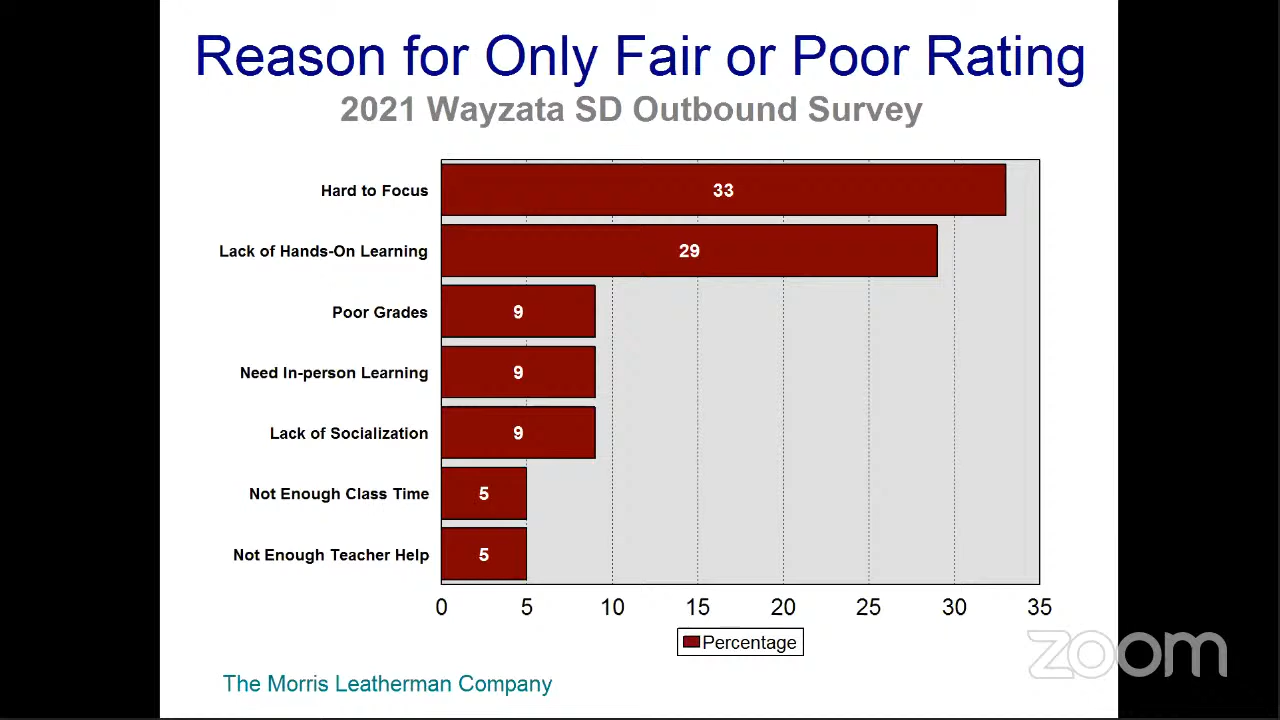 Reason for Only Fair or Poor Rating
2021 Wayzata SD Outbound Survey
Hard to Focus 33
Lack of Hands-On Learning 29
Poor Grades 9
Need In-person Learning 9
Lack of Socialization 9
Not Enough Class Time 5
Not Enough Teacher Help 5
0 5 10 15 20 25 30 35
Percentage
zoom
The Morris Leatherman Company